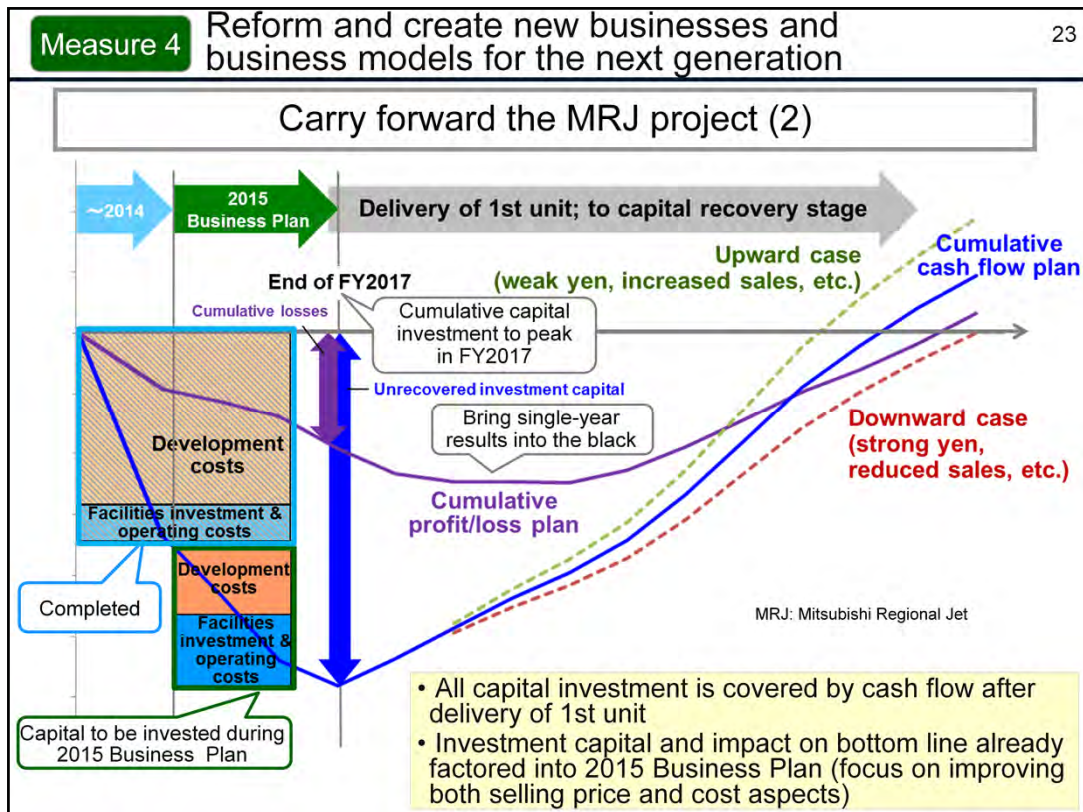 Measure 4
Reform and create new businesses and
business models for the next generation
23
Carry forward the MRJ project (2)
~2014
2015
Business Plan
Delivery of 1st unit; to capital recovery stage
Upward case
(weak yen, increased sales, etc.)
Cumulative
cash flow plan
End of FY2017
Cumulative losses
Cumulative capital
investment to peak
in FY2017
Unrecovered investment capital
Bring single-year
results into the black
Downward case
(strong yen,
reduced sales, etc.)
Development
costs
Cumulative
profit/loss plan
Facilities investment &
operating costs
Development
costs
Completed
Facilities
investment &
operating
costs
MRJ: Mitsubishi Regional Jet
Capital to be invested during
2015 Business Plan
• All capital investment is covered by cash flow after
delivery of 1st unit
• Investment capital and impact on bottom line already
factored into 2015 Business Plan (focus on improving
both selling price and cost aspects)